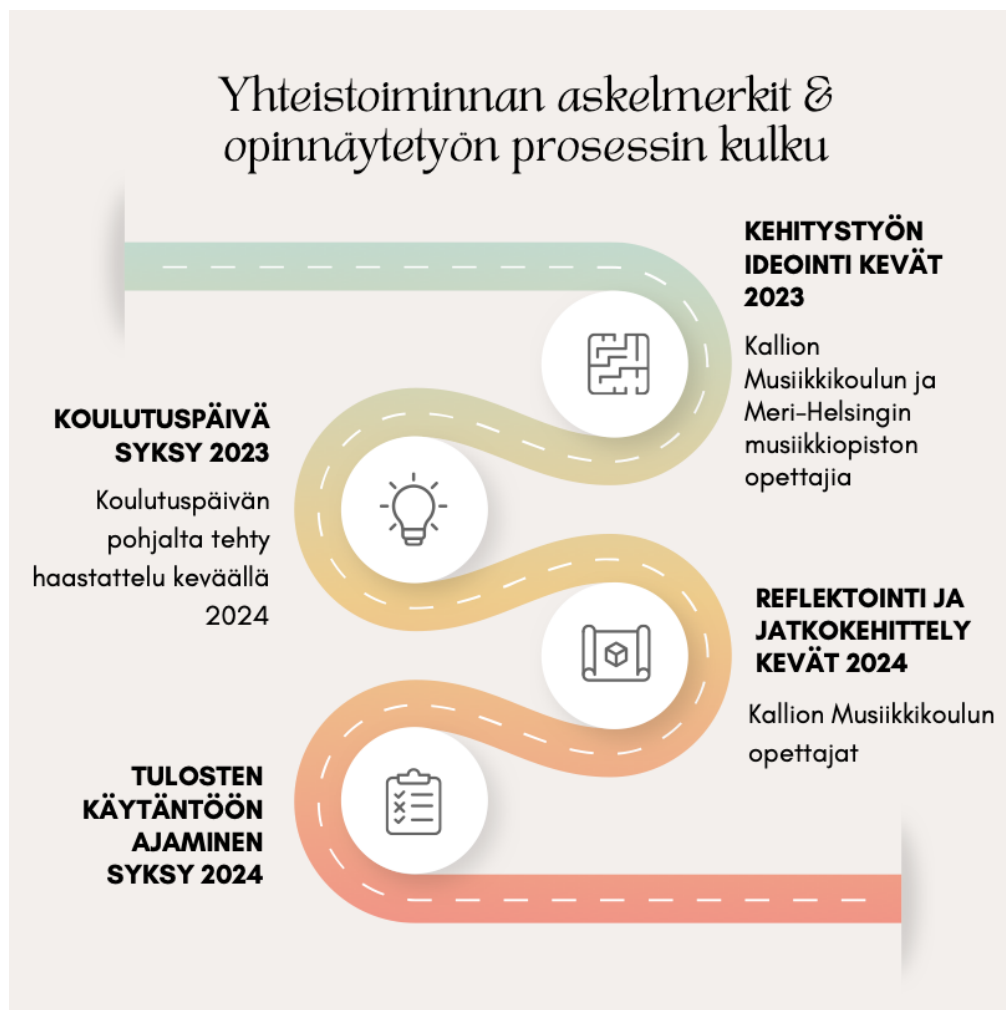 Yhteistoiminnan askelmerkit &
opinnäytetyön prosessin kulku
KEHITYSTYÖN
IDEOINTI KEVÄT
2023
Kallion
Musiikkikoulun ja
Meri-Helsingin
musiikkiopiston
opettajia
KOULUTUSPÄIVÄ
SYKSY 2023
Koulutuspäivän
pohjalta tehty
haastattelu keväällä
2024
REFLEKTOINTI JA
JATKOKEHITTELY
KEVÄT 2024
Kallion Musiikkikoulun
opettajat
TULOSTEN
KÄYTÄNTÖÖN
AJAMINEN
SYKSY 2024